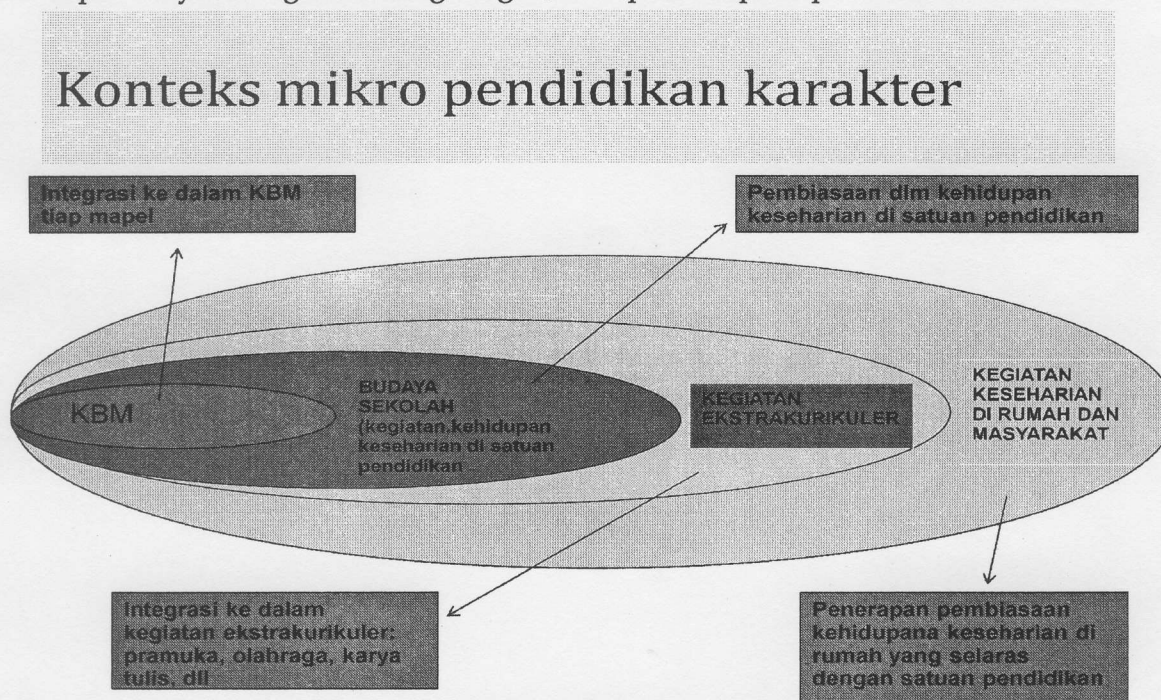 Konteks mikro pendidikan karakter
Integrasi ke dalam KBM
tiap mapel
Pembiasaan dlm kehidupan
keseharian di satuan pendidikan
KBM
BUDAYA
SEKOLAH
(kegiatan.kehidupan
keseharian di satuan
pendidikan
KEGIATAN
EKSTRAKURIKULER
KEGIATAN
KESEHARIAN
DI RUMAH DAN
MASYARAKAT
Integrasi ke dalam
kegiatan ekstrakurikuler:
pramuka, olahraga, karya
tulis, dll
Penerapan pembiasaan
kehidupana keseharian di
rumah yang selaras
dengan satuan pendidikan